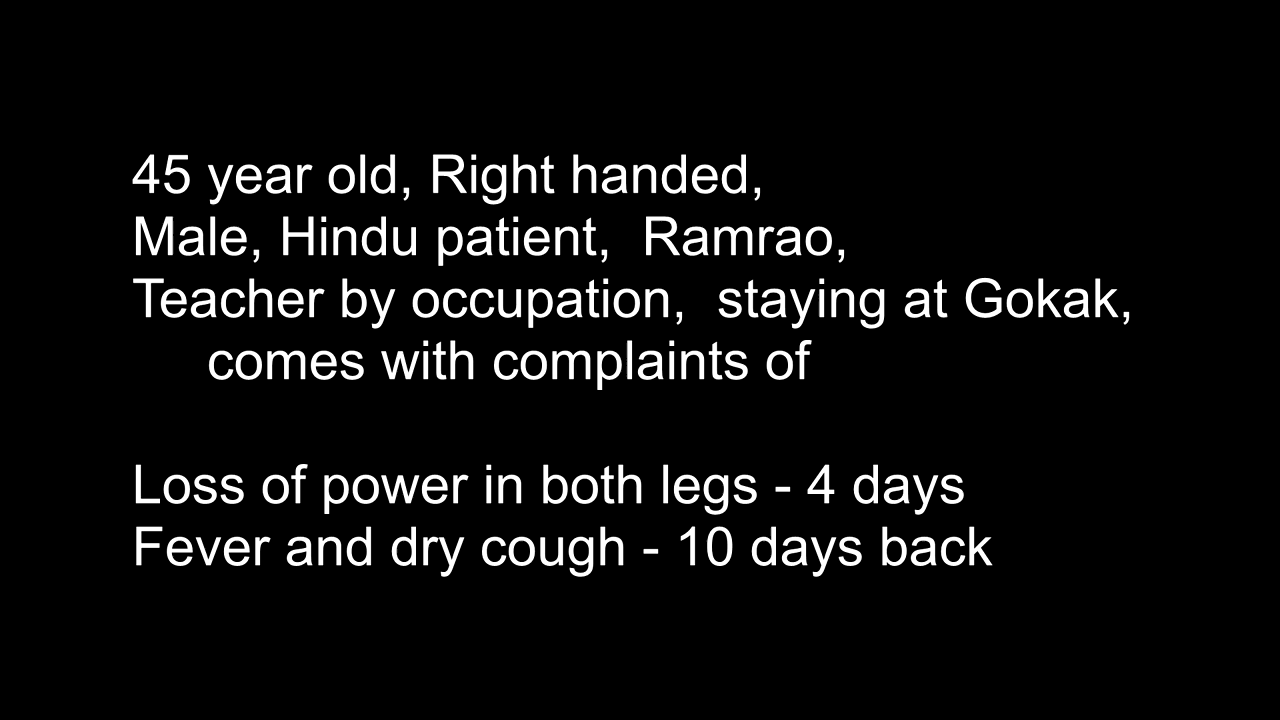 45 year old, Right handed,
Male, Hindu patient,  Ramrao,
Teacher by occupation,  staying at Gokak,
comes with complaints of
Loss of power in both legs - 4 days
Fever and dry cough - 10 days back